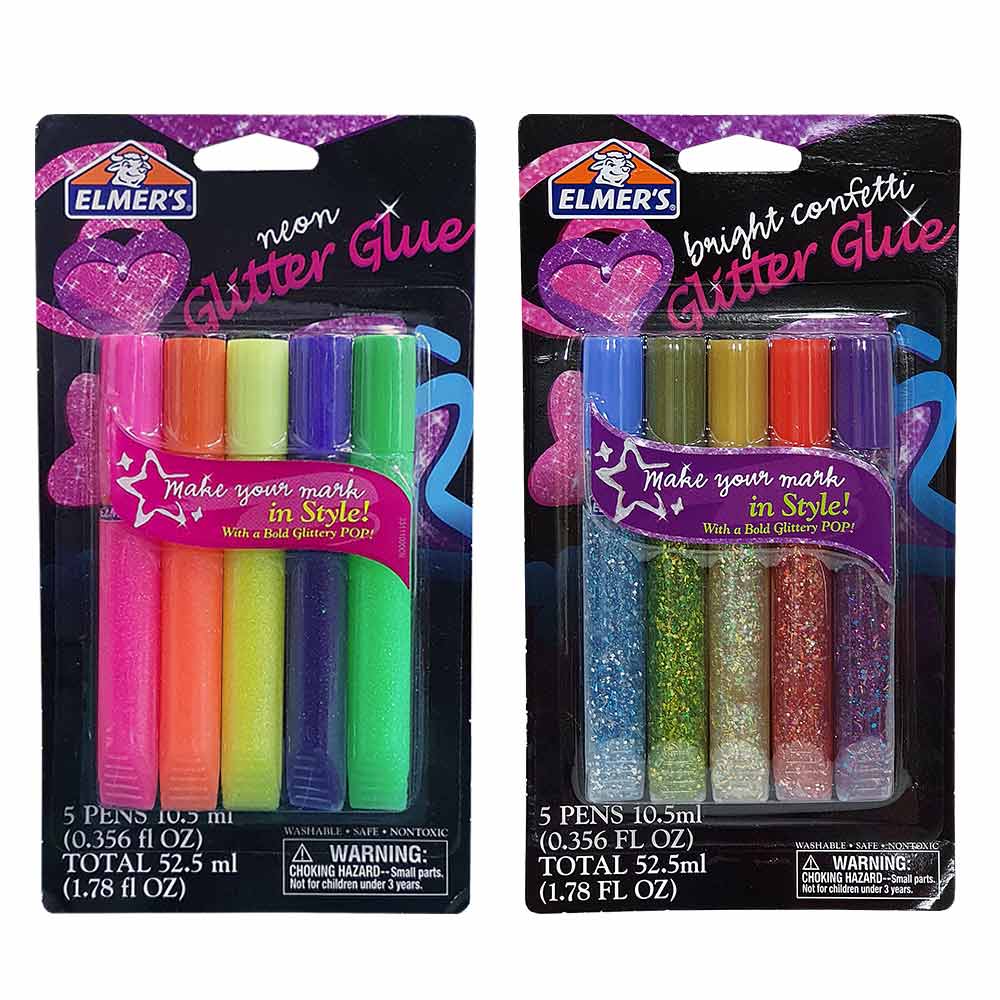 ELMER'S®
neon
Glitter Glue
Make your mark
in Style!
With a Bold Glittery POP!
5 PENS 10.5 ml
(0.356 fl OZ)
TOTAL 52.5 ml
(1.78 fl OZ)
WASHABLE • SAFE • NONTOXIC
WARNING:
CHOKING HAZARD--Small parts.
Not for children under 3 years.
ELMER'S®
bright confetti
Glitter Glue
Make your mark
in Style!
With a Bold Glittery POP!
5 PENS 10.5ml
(0.356 FL OZ)
TOTAL 52.5ml
(1.78 FL OZ)
WASHABLE • SAFE • NONTOXIC
WARNING:
CHOKING HAZARD--Small parts.
Not for children under 3 years.